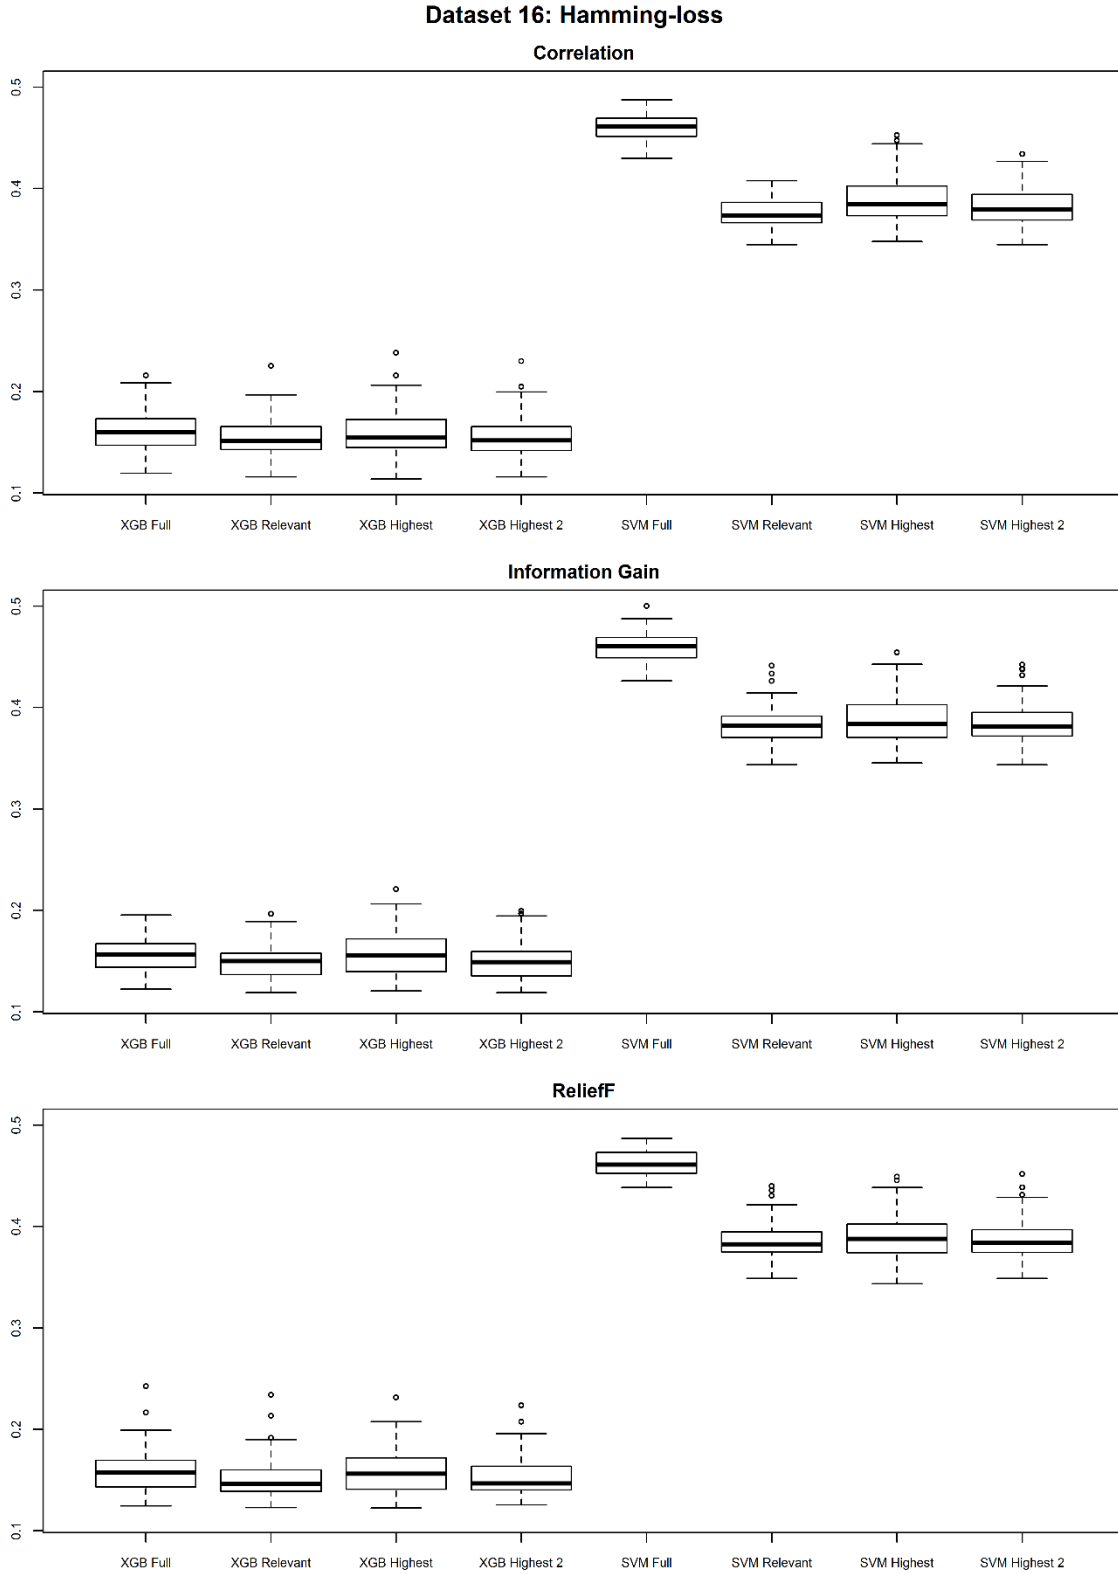 Dataset 16: Hamming-loss
Correlation
0.5
0.4
0.3
0.2
0.1
XGB Full XGB Relevant XGB Highest XGB Highest 2 SVM Full SVM Relevant SVM Highest SVM Highest 2
Information Gain
0.5
0.4
0.3
0.2
0.1
XGB Full XGB Relevant XGB Highest XGB Highest 2 SVM Full SVM Relevant SVM Highest SVM Highest 2
ReliefF
0.5
0.4
0.3
0.2
0.1
XGB Full XGB Relevant XGB Highest XGB Highest 2 SVM Full SVM Relevant SVM Highest SVM Highest 2